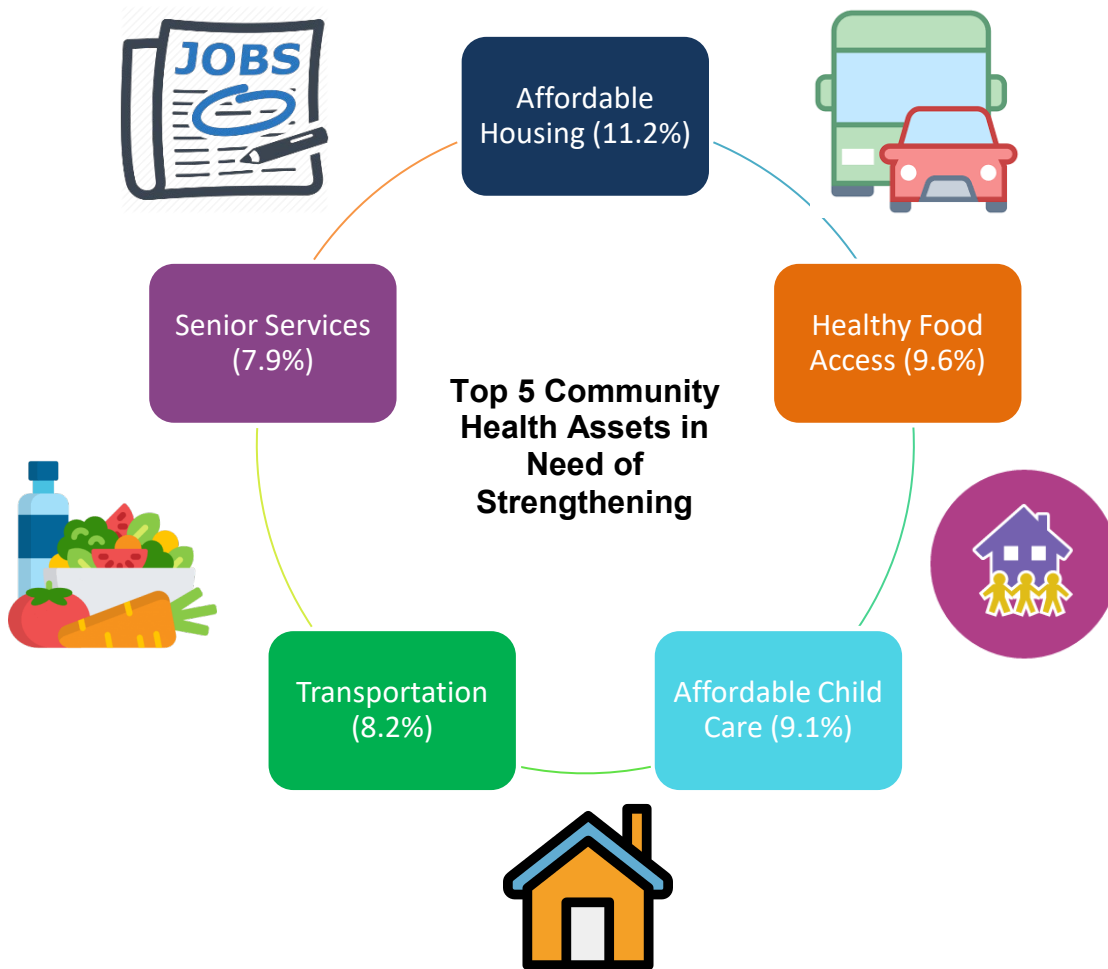 JOBS
Affordable
Housing (11.2%)
Senior Services
(7.9%)
Healthy Food
Access (9.6%)
Top 5 Community
Health Assets in
Need of
Strengthening
Transportation
(8.2%)
Affordable Child
Care (9.1%)